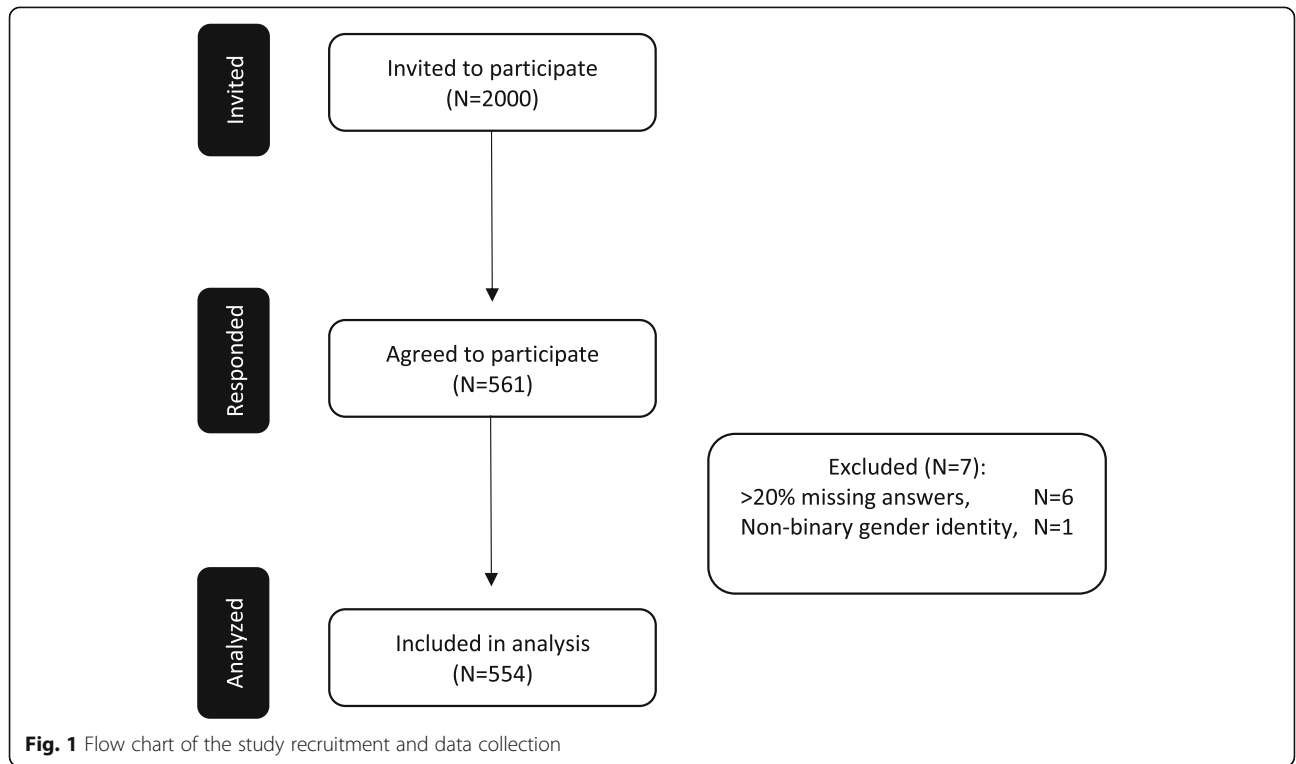 Invited
Invited to participate
(N=2000)
Responded
Agreed to participate
(N=561)
Excluded (N=7):
>20% missing answers, N=6
Non-binary gender identity, N=1
Analyzed
Included in analysis
(N=554)
Fig. 1 Flow chart of the study recruitment and data collection